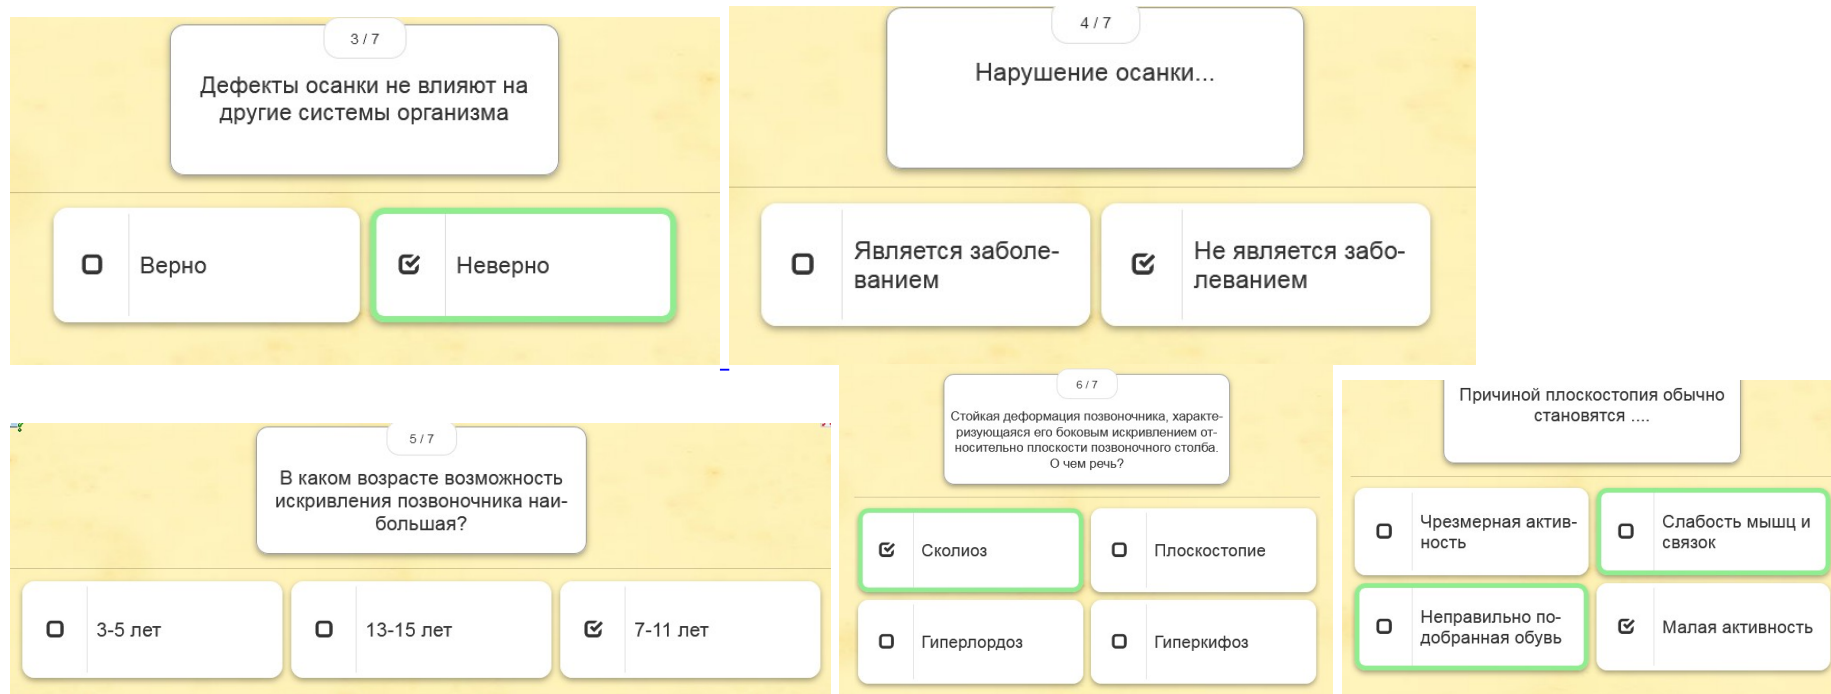 3 / 7
Дефекты осанки не влияют на
другие системы организма
Верно
Неверно
4 / 7
Нарушение осанки...
Является заболе-
ванием
Не является забо-
леванием
5 / 7
В каком возрасте возможность
искривления позвоночника наи-
большая?
3-5 лет
13-15 лет
7-11 лет
6 / 7
Стойкая деформация позвоночника, характе-
ризующаяся его боковым искривлением от-
носительно плоскости позвоночного столба.
О чем речь?
Сколиоз
Плоскостопие
Гиперлордоз
Гиперкифоз
Причиной плоскостопия обычно
становятся ....
Чрезмерная актив-
ность
Слабость мышц и
связок
Неправильно по-
добранная обувь
Малая активность